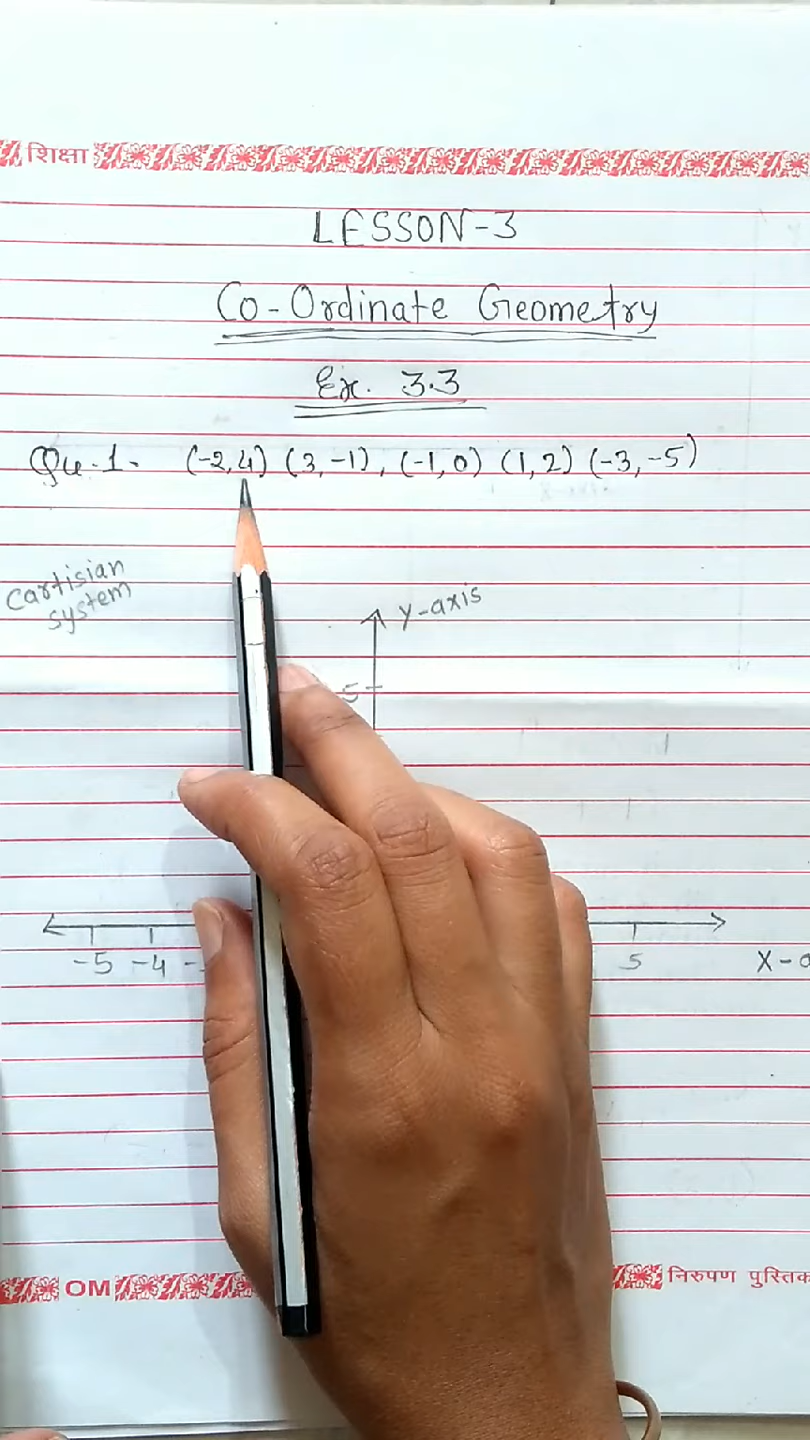 शिक्षा
LESSON-3
Co-Ordinate Geometry
Ex. 3.3
Qu.1. (-2,4) (3,-1), (-1,0) (1,2) (-3,-5)
Cartisian
system
y-axis
5
-5 -4
5
X-
OM
निरुपण पुस्तिक